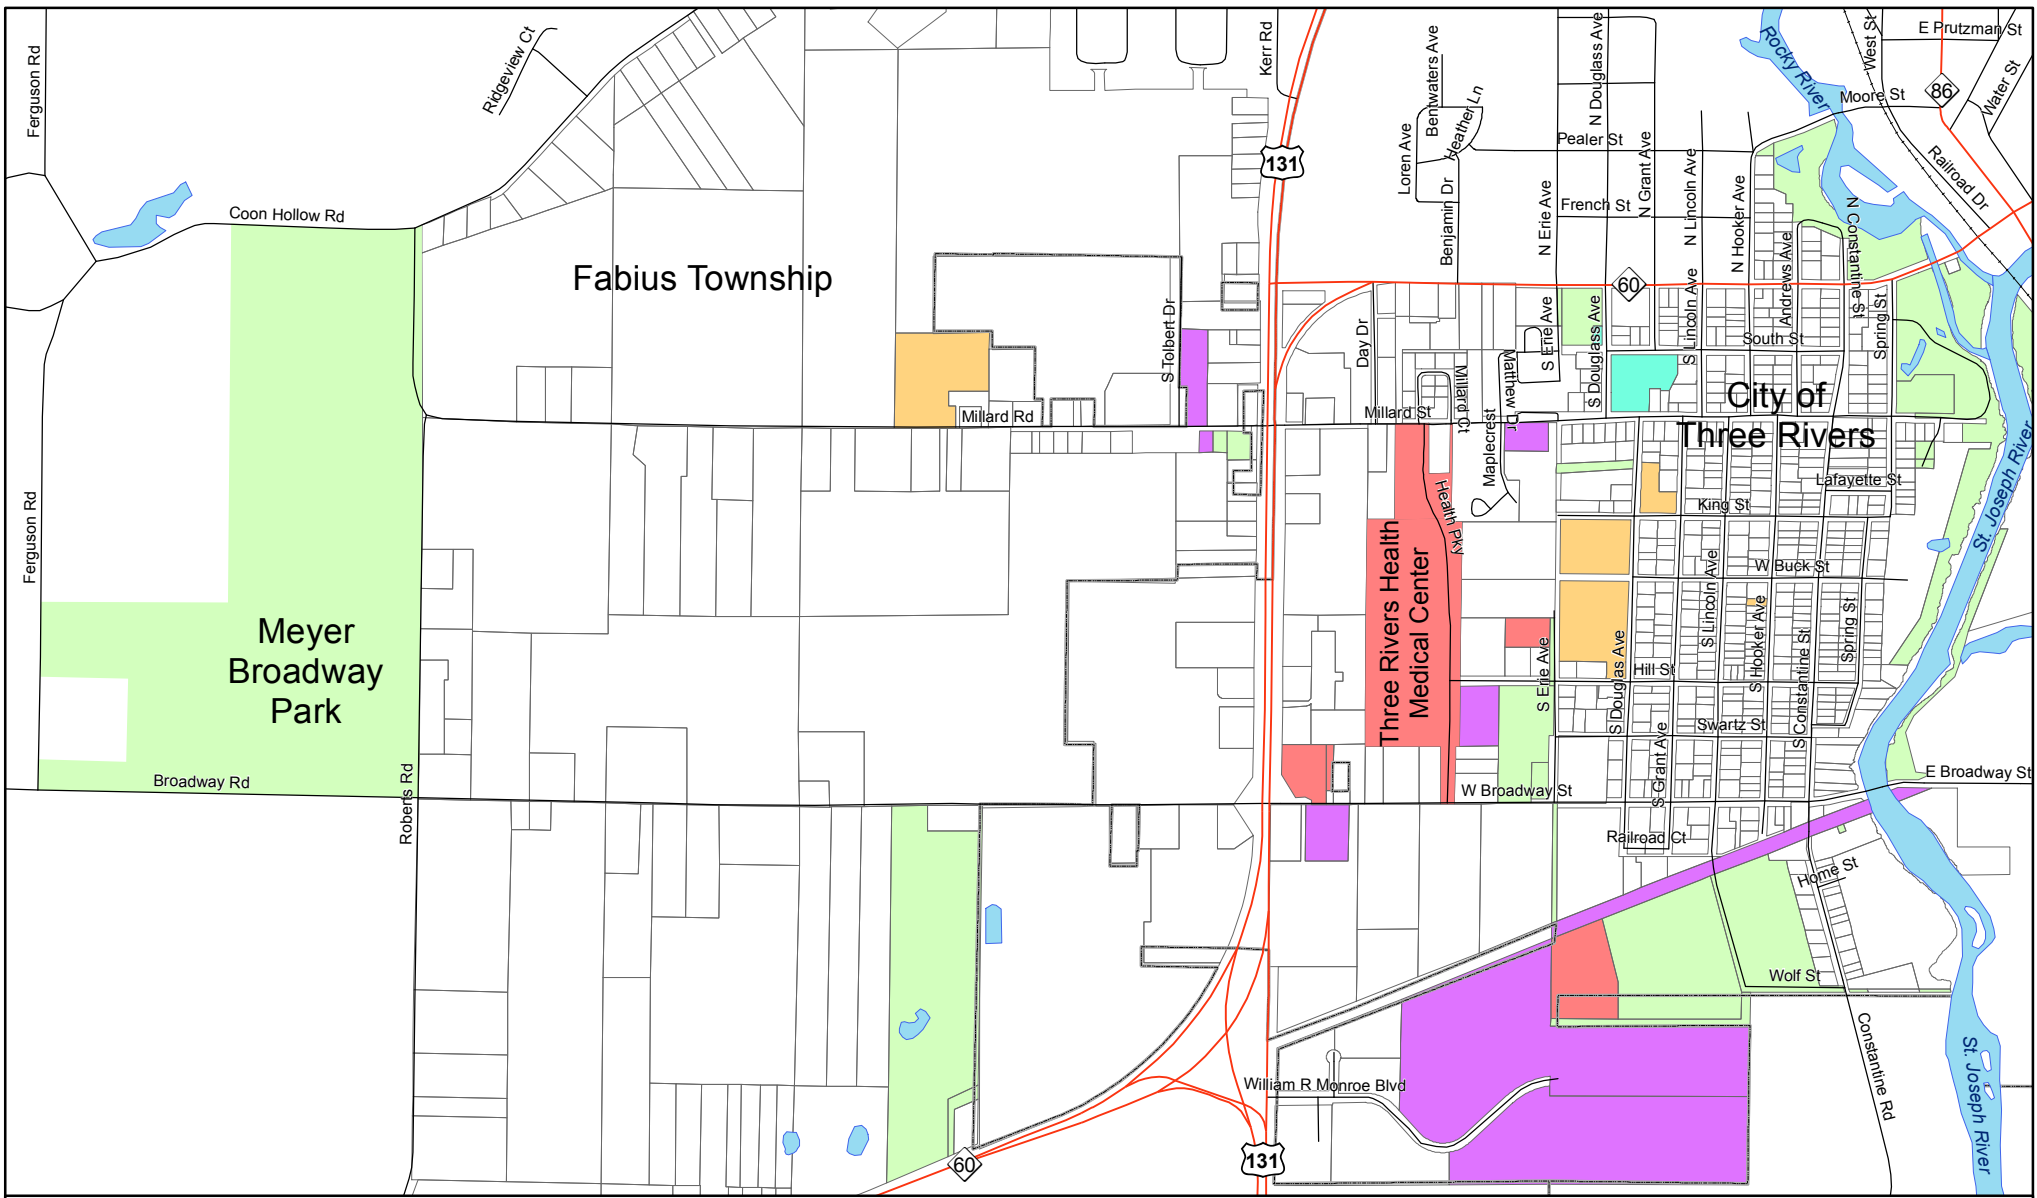 Ferguson Rd
Ridgeview Ct
Kerr Rd
Bentwaters Ave
Heather Ln
Loren Ave
N Douglass Ave
Rocky River
West St
E Prutzman St
Water St
86
Moore St
131
Pealer St
Railroad Dr
Coon Hollow Rd
Benjamin Dr
N Erie Ave
French St
N Grant Ave
N Lincoln Ave
N Hooker Ave
Andrews Ave
N Constantine St
Fabius Township
60
S Tolbert Dr
Day Dr
S Erie Ave
S Douglass Ave
S Lincoln Ave
South St
Spring St
Millard Rd
Millard St
Millard Ct
Matthew Dr
Maplecrest
City of
Three Rivers
Ferguson Rd
Health Pky
Lafayette St
King St
St. Joseph River
Three Rivers Health
Medical Center
W Buck St
S Lincoln Ave
S Hooker Ave
S Constantine St
Spring St
Meyer
Broadway
Park
S Erie Ave
S Douglas Ave
Hill St
Swartz St
S Grant Ave
Broadway Rd
Roberts Rd
W Broadway St
E Broadway St
Railroad Ct
Home St
Wolf St
Constantine Rd
St. Joseph River
William R Monroe Blvd
60
131